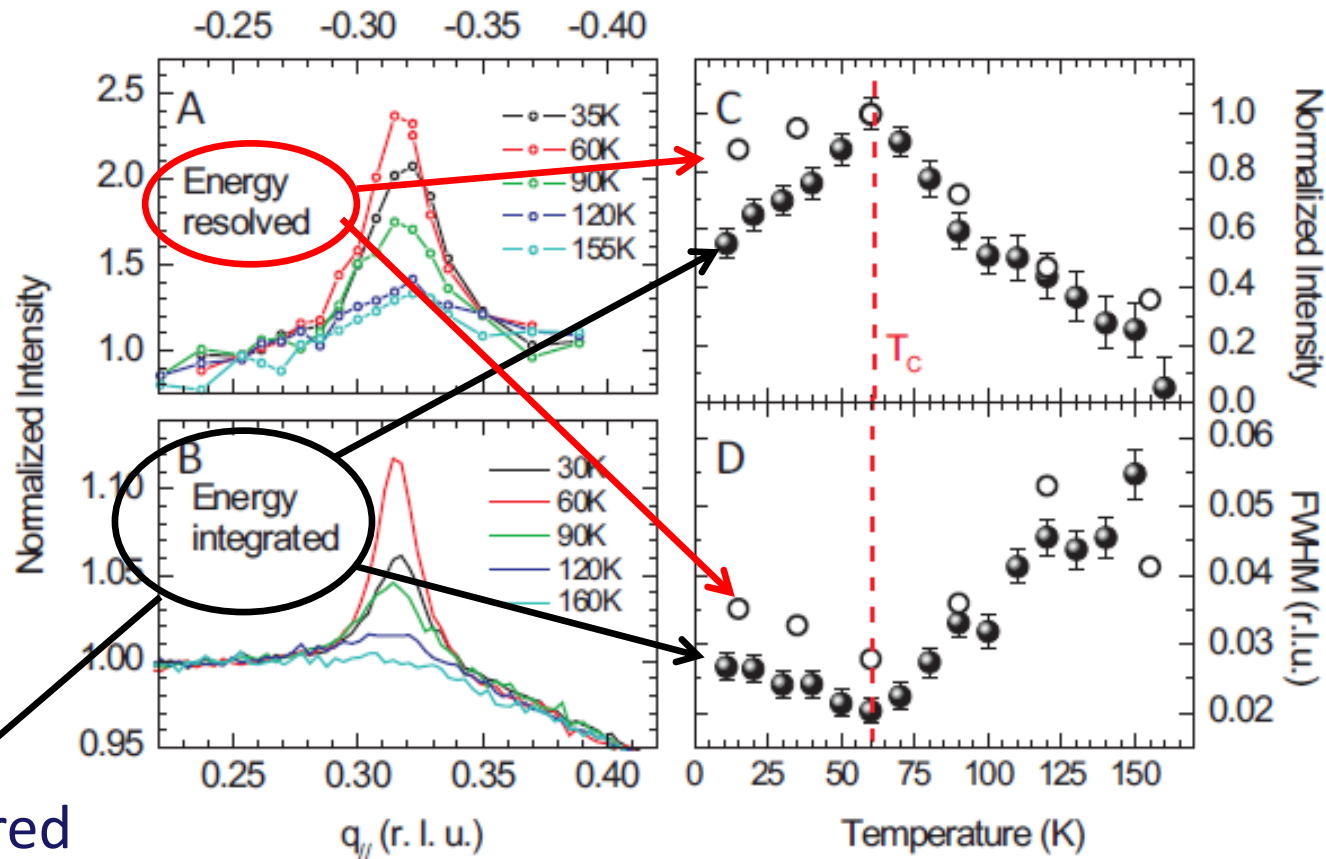 -0.25 -0.30 -0.35 -0.40
A
Energy
resolved
35K
60K
90K
120K
155K
2.5
2.0
1.5
1.0
Normalized Intensity
B
Energy
integrated
30K
60K
90K
120K
160K
1.10
1.05
1.00
0.95
0.25 0.30 0.35 0.40
q// (r. l. u.)
C
Tc
1.0
0.8
0.6
0.4
0.2
0.0
Normalized Intensity
D
0.06
0.05
0.04
0.03
0.02
FWHM (r.l.u.)
0 25 50 75 100 125 150
Temperature (K)